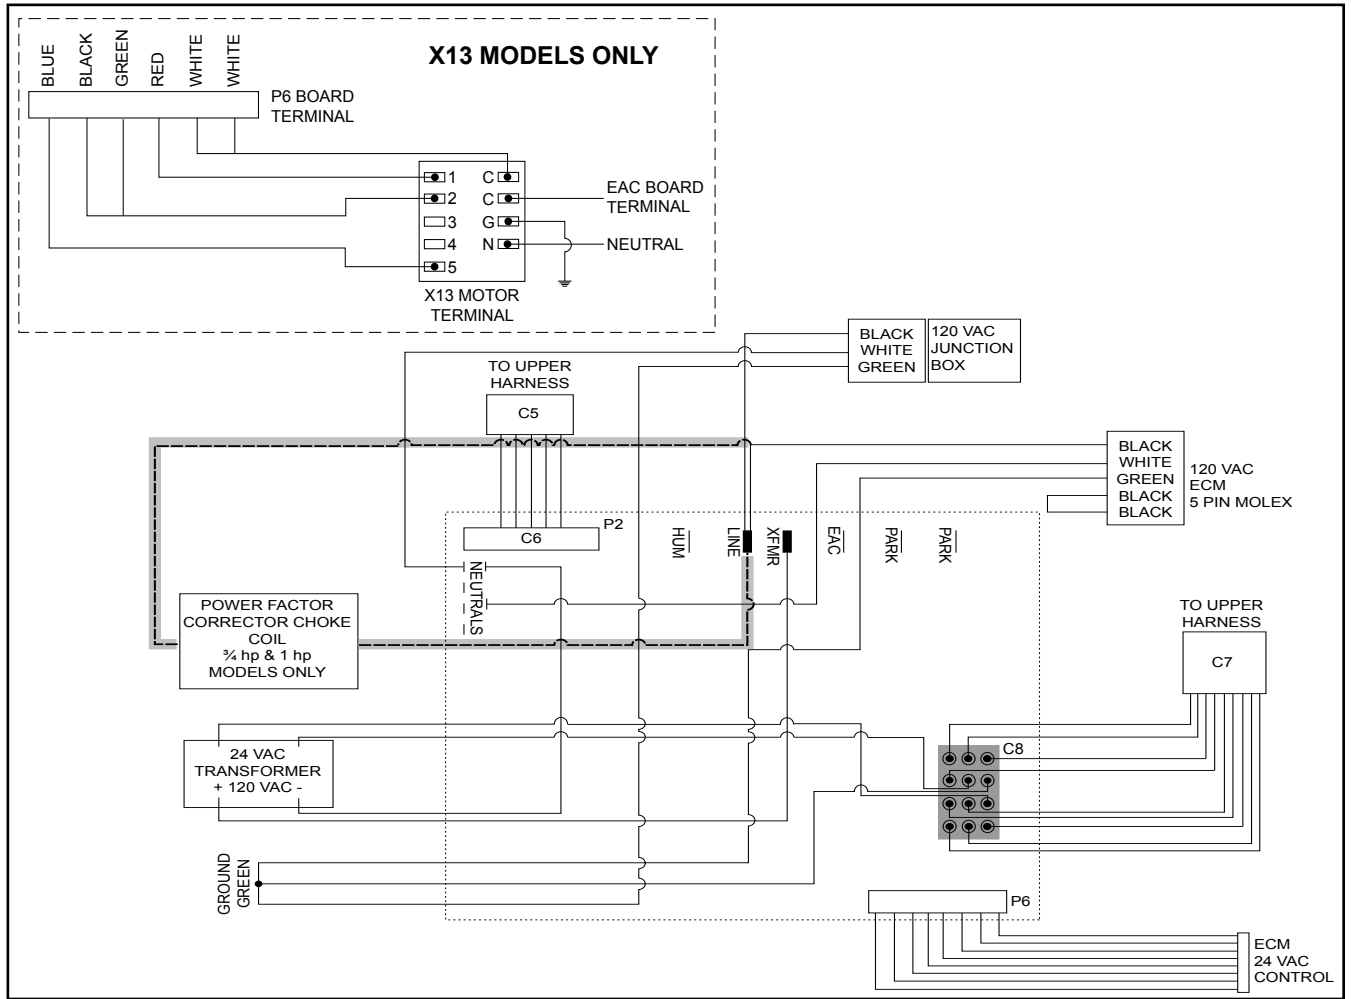 X13 MODELS ONLY
BLUE
BLACK
GREEN
RED
WHITE
WHITE
P6 BOARD
TERMINAL
1
2
3
4
5
C
C
G
N
EAC BOARD
TERMINAL
NEUTRAL
X13 MOTOR
TERMINAL
BLACK
WHITE
GREEN
120 VAC
JUNCTION
BOX
TO UPPER
HARNESS
C5
BLACK
WHITE
GREEN
BLACK
BLACK
120 VAC
ECM
5 PIN MOLEX
P2
C6
HUM
LINE
XFMR
EAC
PARK
PARK
NEUTRALS
POWER FACTOR
CORRECTOR CHOKE
COIL
¾ hp & 1 hp
MODELS ONLY
TO UPPER
HARNESS
C7
C8
24 VAC
TRANSFORMER
+ 120 VAC -
GROUND
GREEN
P6
ECM
24 VAC
CONTROL